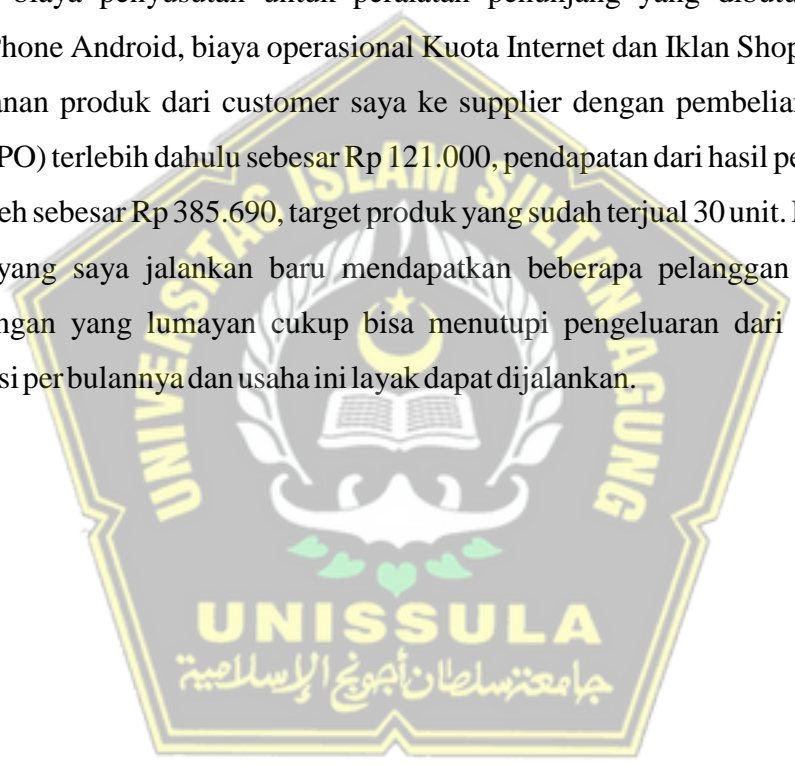 biaya penyusutan untuk peralatan penunjang yang
Phone Android, biaya operasional Kuota Internet dan Iklan Shop
anan produk dari customer saya ke supplier dengan pembelian
PO) terlebih dahulu sebesar Rp 121.000, pendapatan dari hasil pe
eh sebesar Rp 385.690, target produk yang sudah terjual 30 unit.
yang saya jalankan baru mendapatkan beberapa pelanggan
ngan yang lumayan cukup bisa menutupi pengeluaran dari
si per bulannya dan usaha ini layak dapat dijalankan.
UNIVERSITAS ISLAM SULTAN AGUNG
UNISSULA
جامعة سلطان أجونج الإسلامية